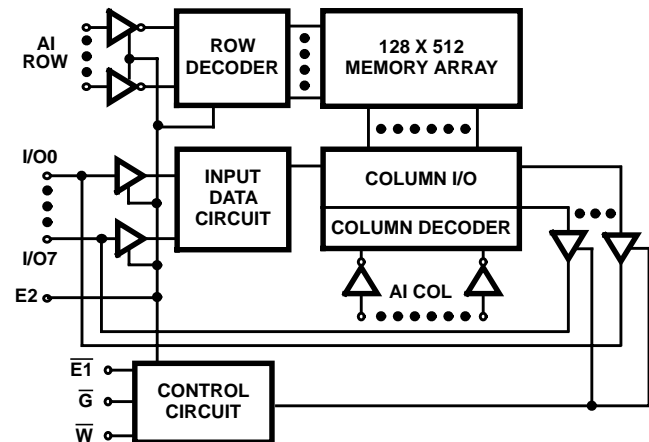 AI
ROW
ROW
DECODER
128 X 512
MEMORY ARRAY
I/O0
INPUT
DATA
CIRCUIT
COLUMN I/O
COLUMN DECODER
I/O7
E2
AI COL
E1
G
W
CONTROL
CIRCUIT